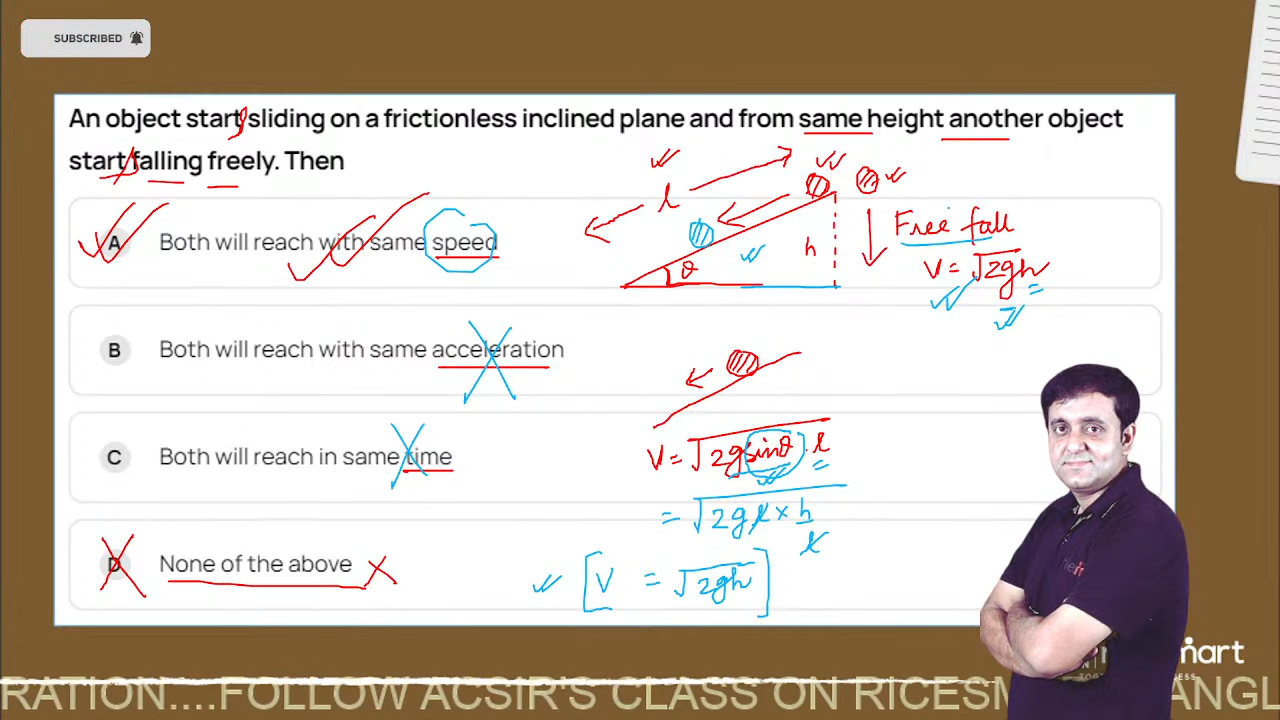 SUBSCRIBED
An object start sliding on a frictionless inclined plane and from same height another object
start falling freely. Then
A Both will reach with same speed
B Both will reach with same acceleration
C Both will reach in same time
D None of the above
l
h
θ
Free fall
V = √2gh
V = √2g sinθ . l
= √2gl × h/l
[V = √2gh]
mart
RATION....FOLLOW ACSIR'S CLASS ON RICESM ANGL